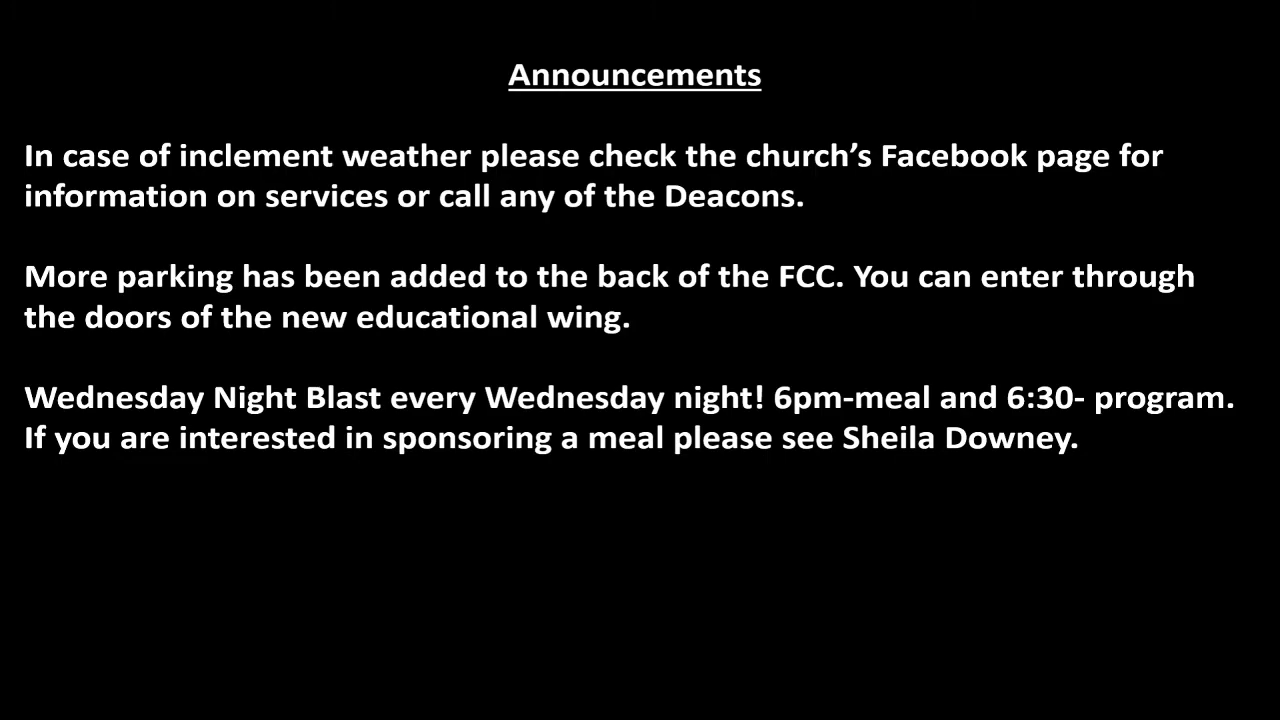 Announcements
In case of inclement weather please check the church’s Facebook page for
information on services or call any of the Deacons.
More parking has been added to the back of the FCC. You can enter through
the doors of the new educational wing.
Wednesday Night Blast every Wednesday night! 6pm-meal and 6:30- program.
If you are interested in sponsoring a meal please see Sheila Downey.